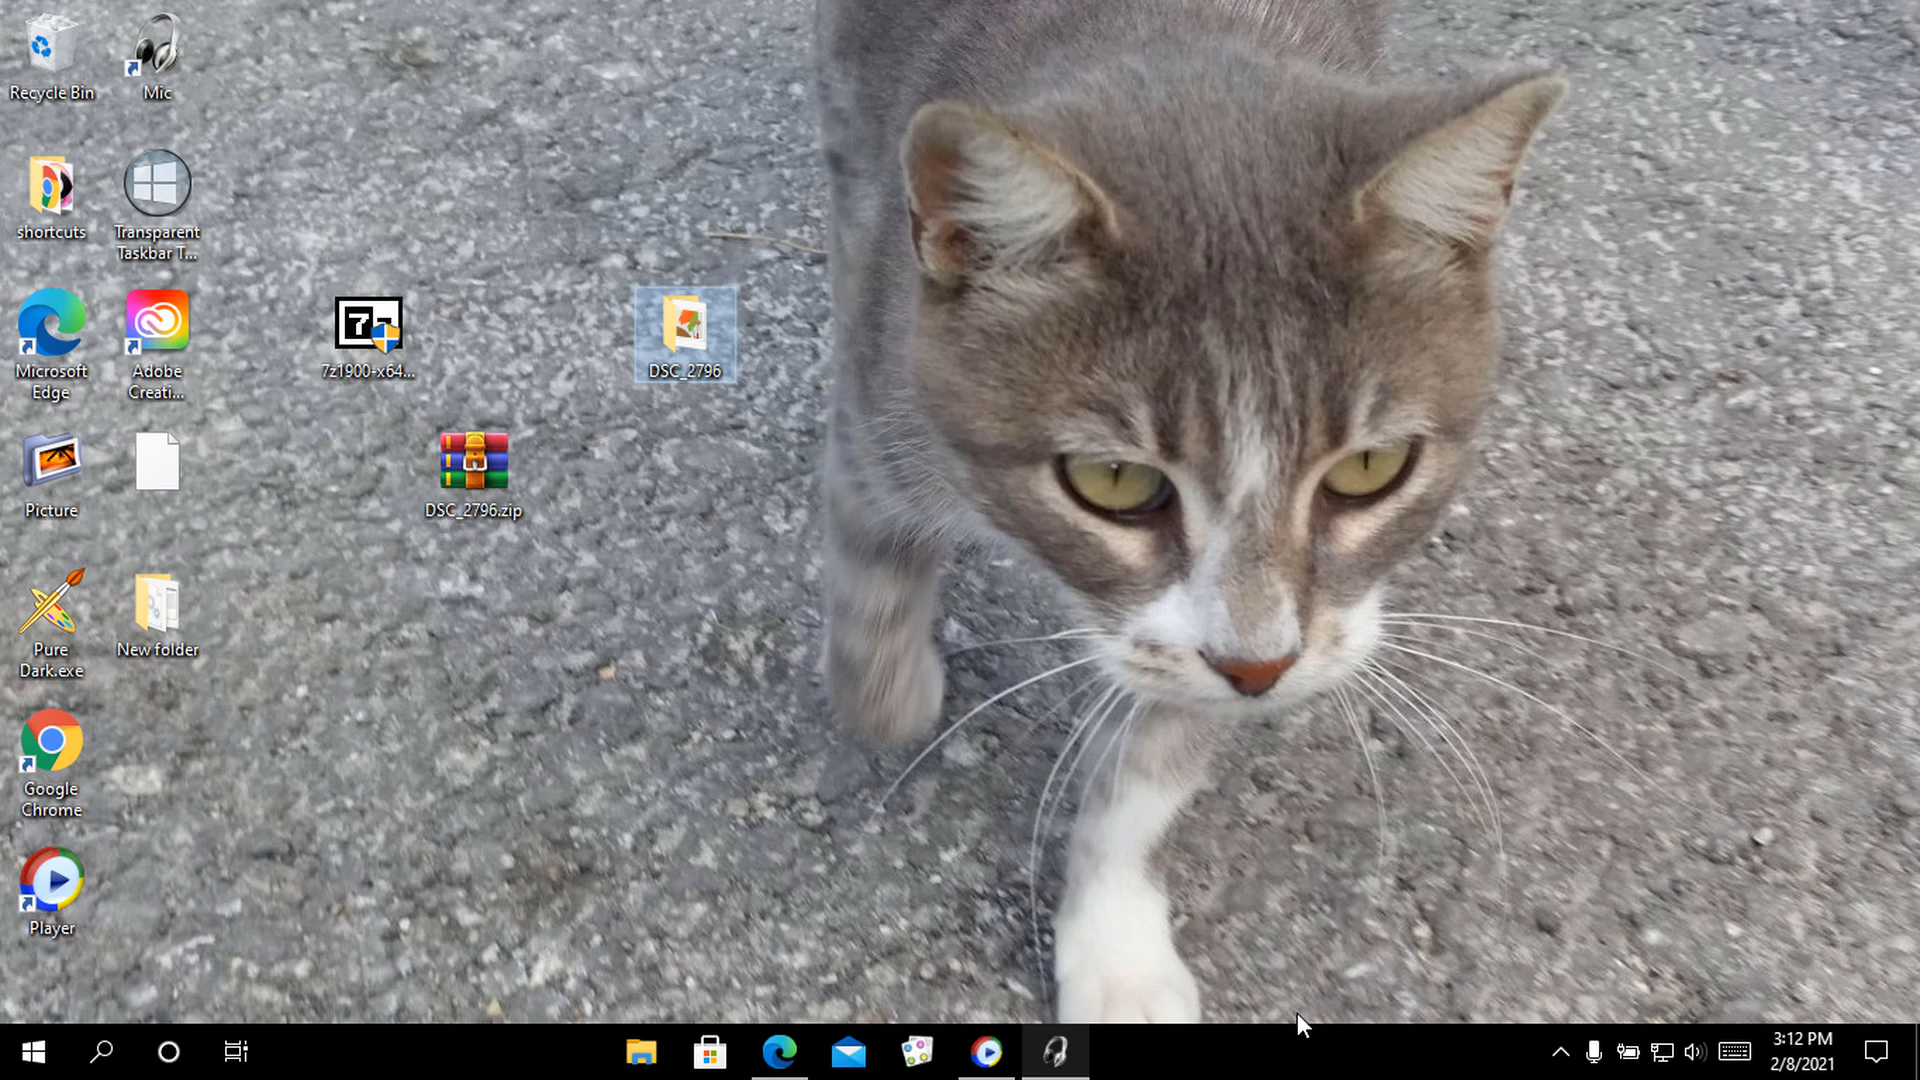 Recycle Bin
Mic
shortcuts
Transparent
Taskbar T...
Microsoft
Edge
Adobe
Creati...
7z
7z1900-x64...
DSC_2796
Picture
DSC_2796.zip
Pure
Dark.exe
New folder
Google
Chrome
Player
3:12 PM
2/8/2021